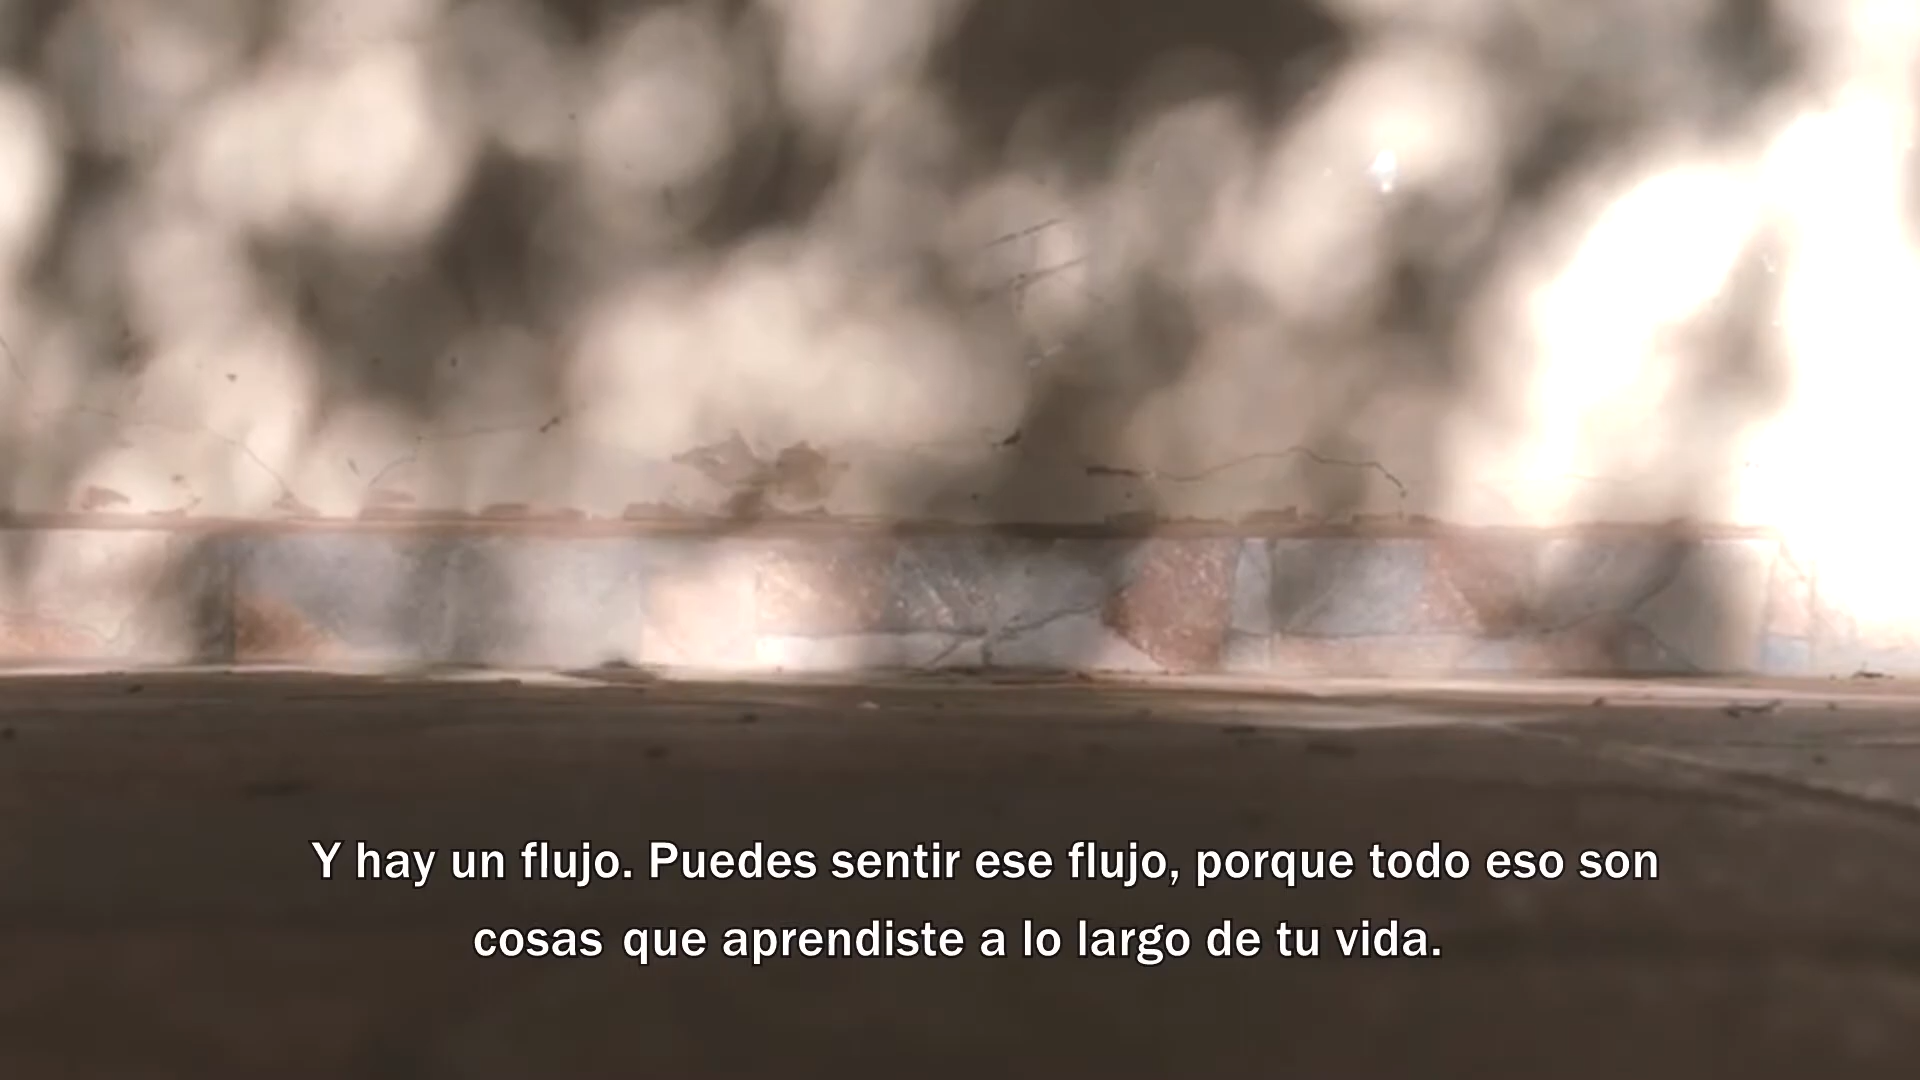 Y hay un flujo. Puedes sentir ese flujo, porque todo eso son
cosas que aprendiste a lo largo de tu vida.